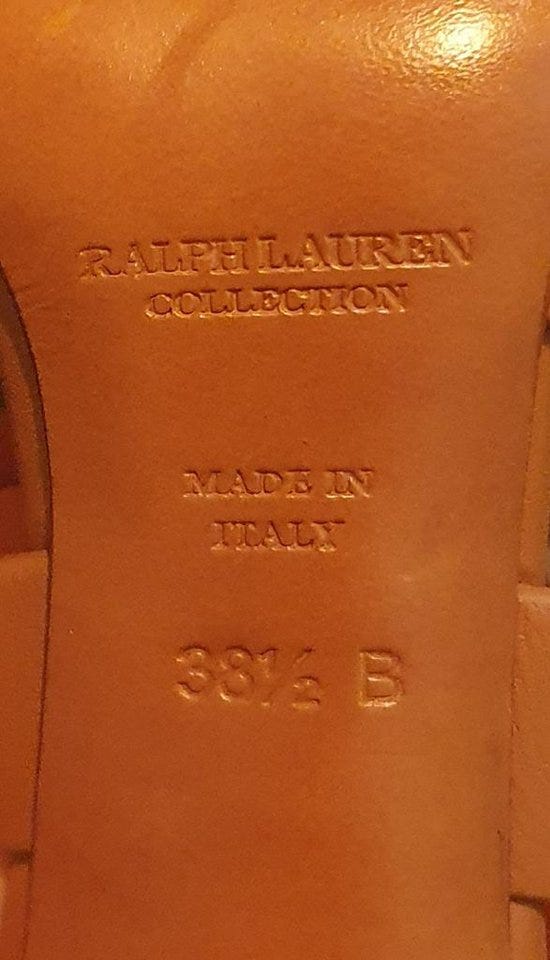 RALPH LAUREN
COLLECTION
MADE IN
ITALY
38½ B